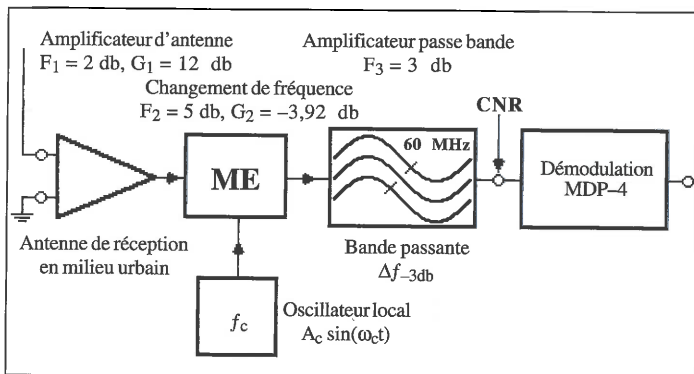 Amplificateur d'antenne
F1 = 2 db, G1 = 12 db
Amplificateur passe bande
F3 = 3 db
Changement de fréquence
F2 = 5 db, G2 = –3,92 db
CNR
60 MHz
ME
Démodulation
MDP–4
Antenne de réception
en milieu urbain
Bande passante
Δf–3db
fc
Oscillateur local
Ac sin(ωct)